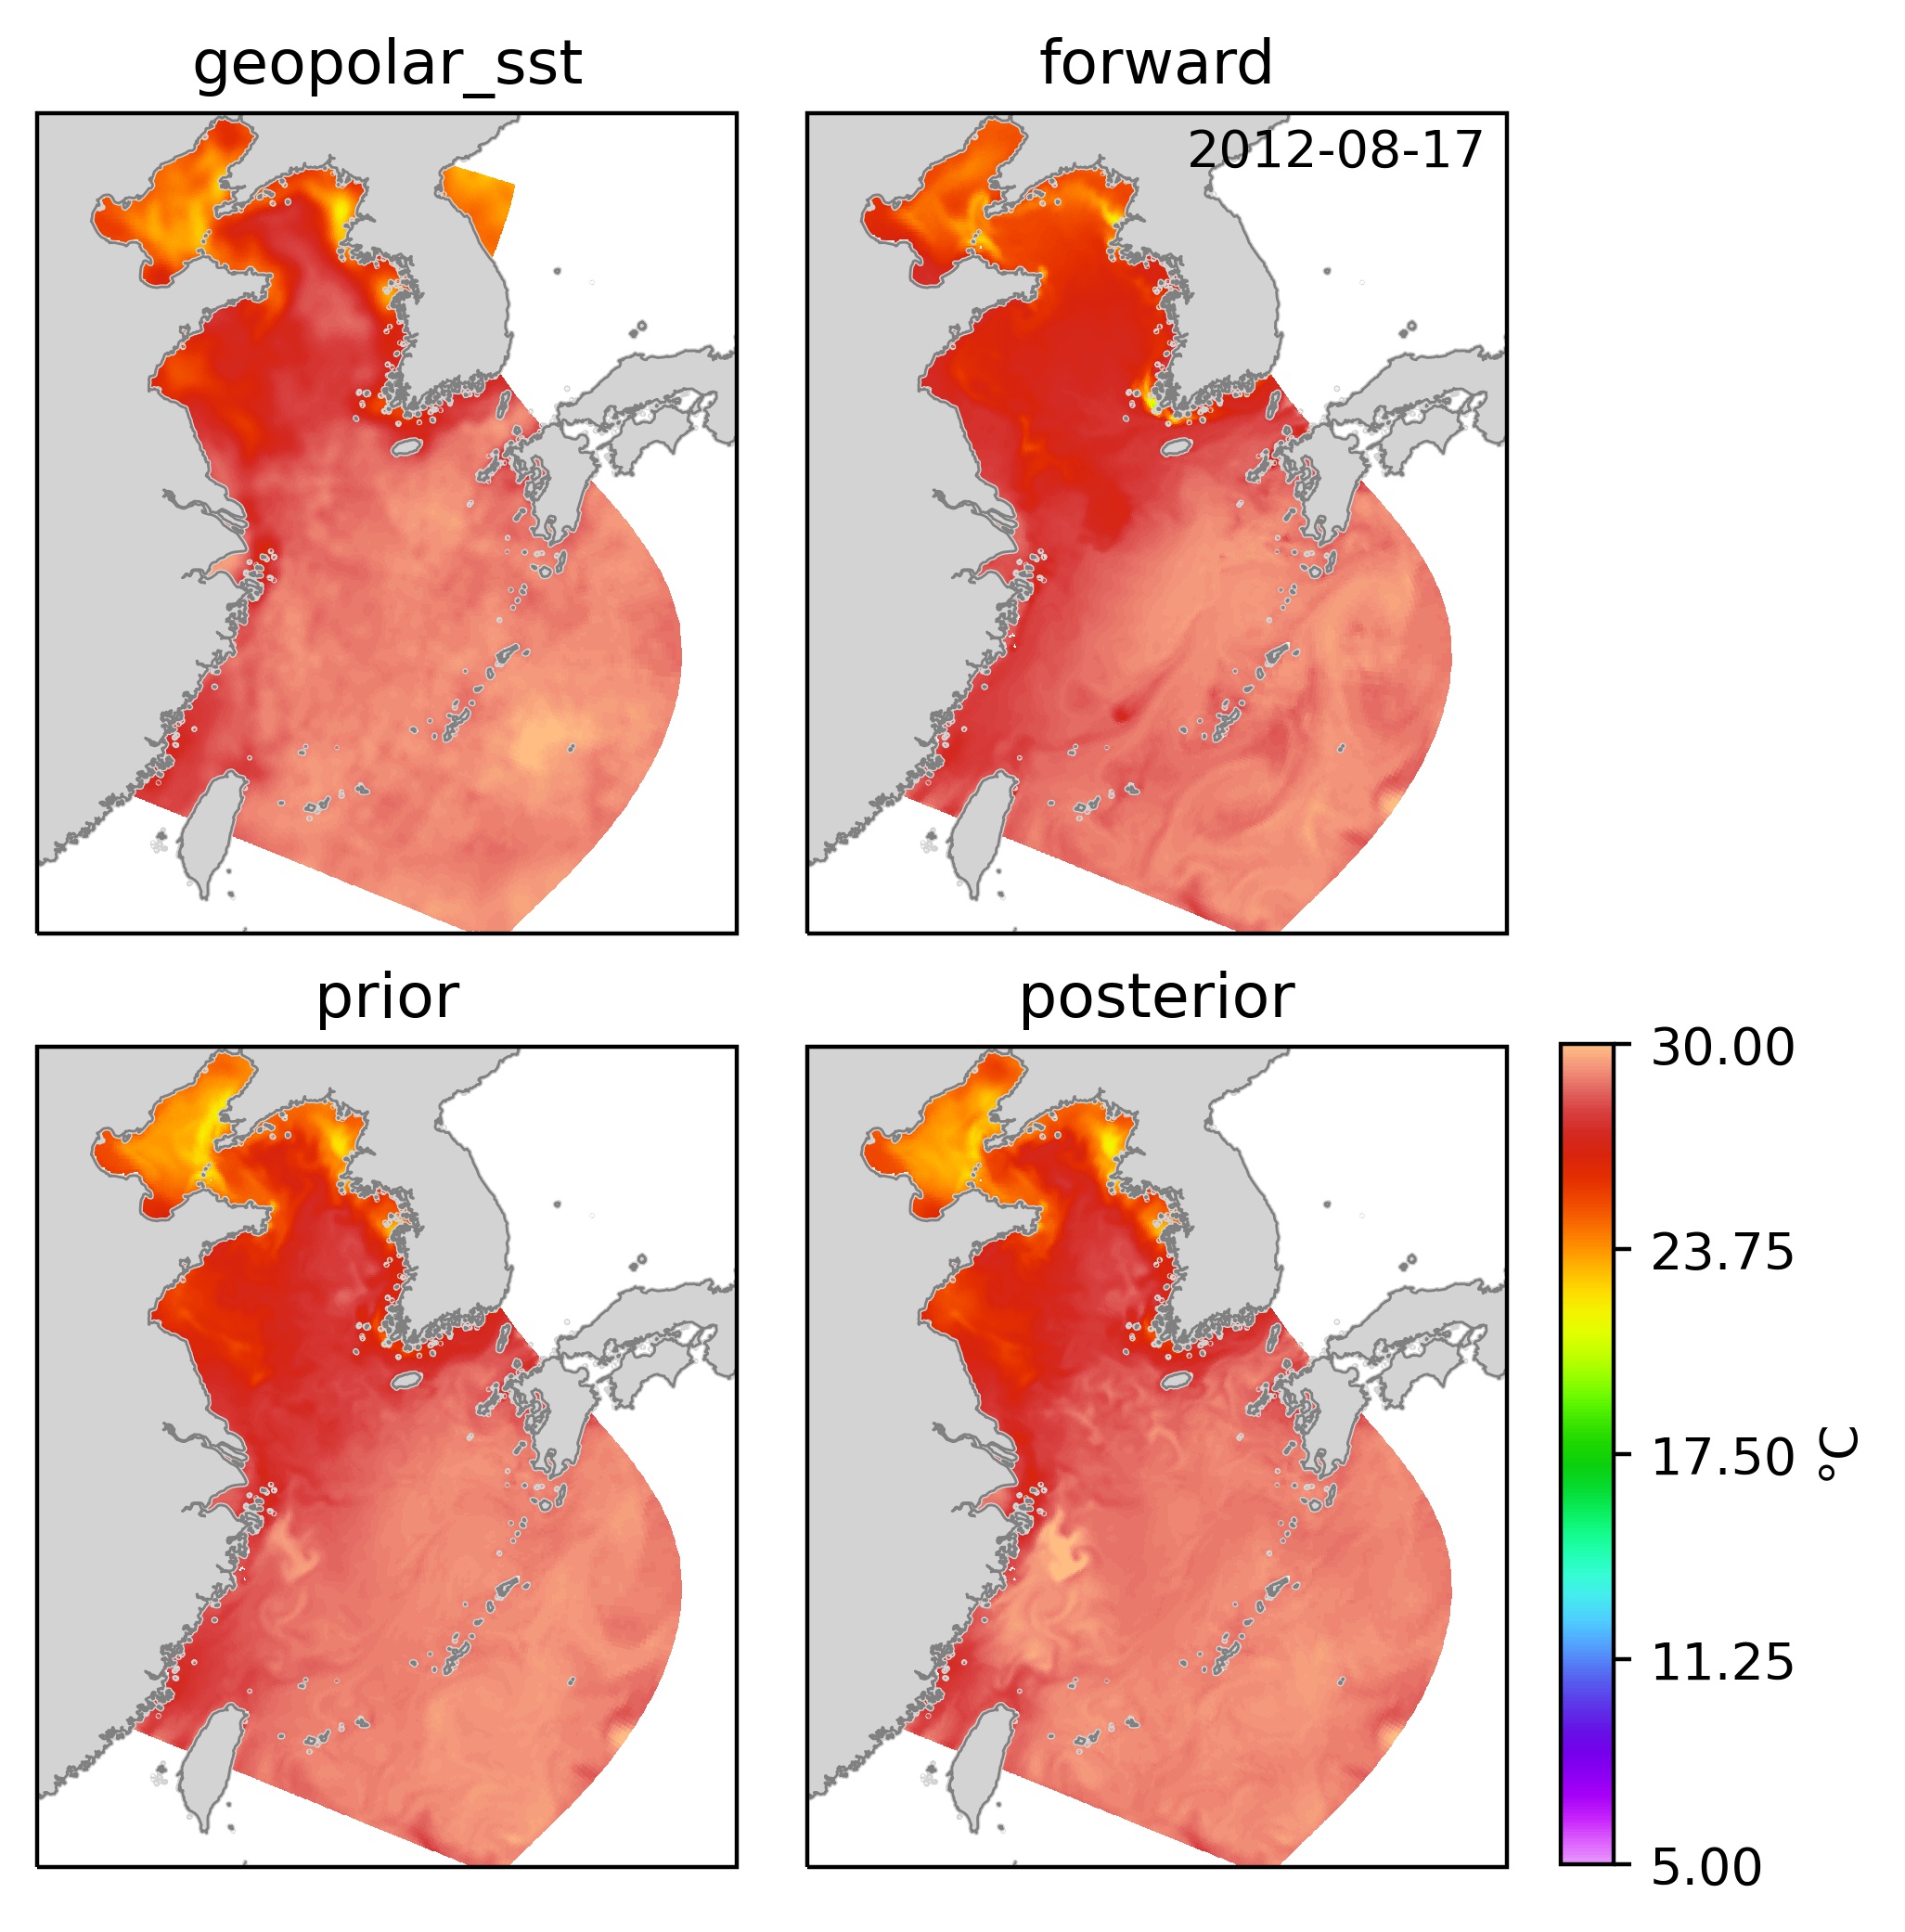 geopolar_sst
forward
2012-08-17
prior
posterior
30.00
23.75
17.50
11.25
5.00
°C